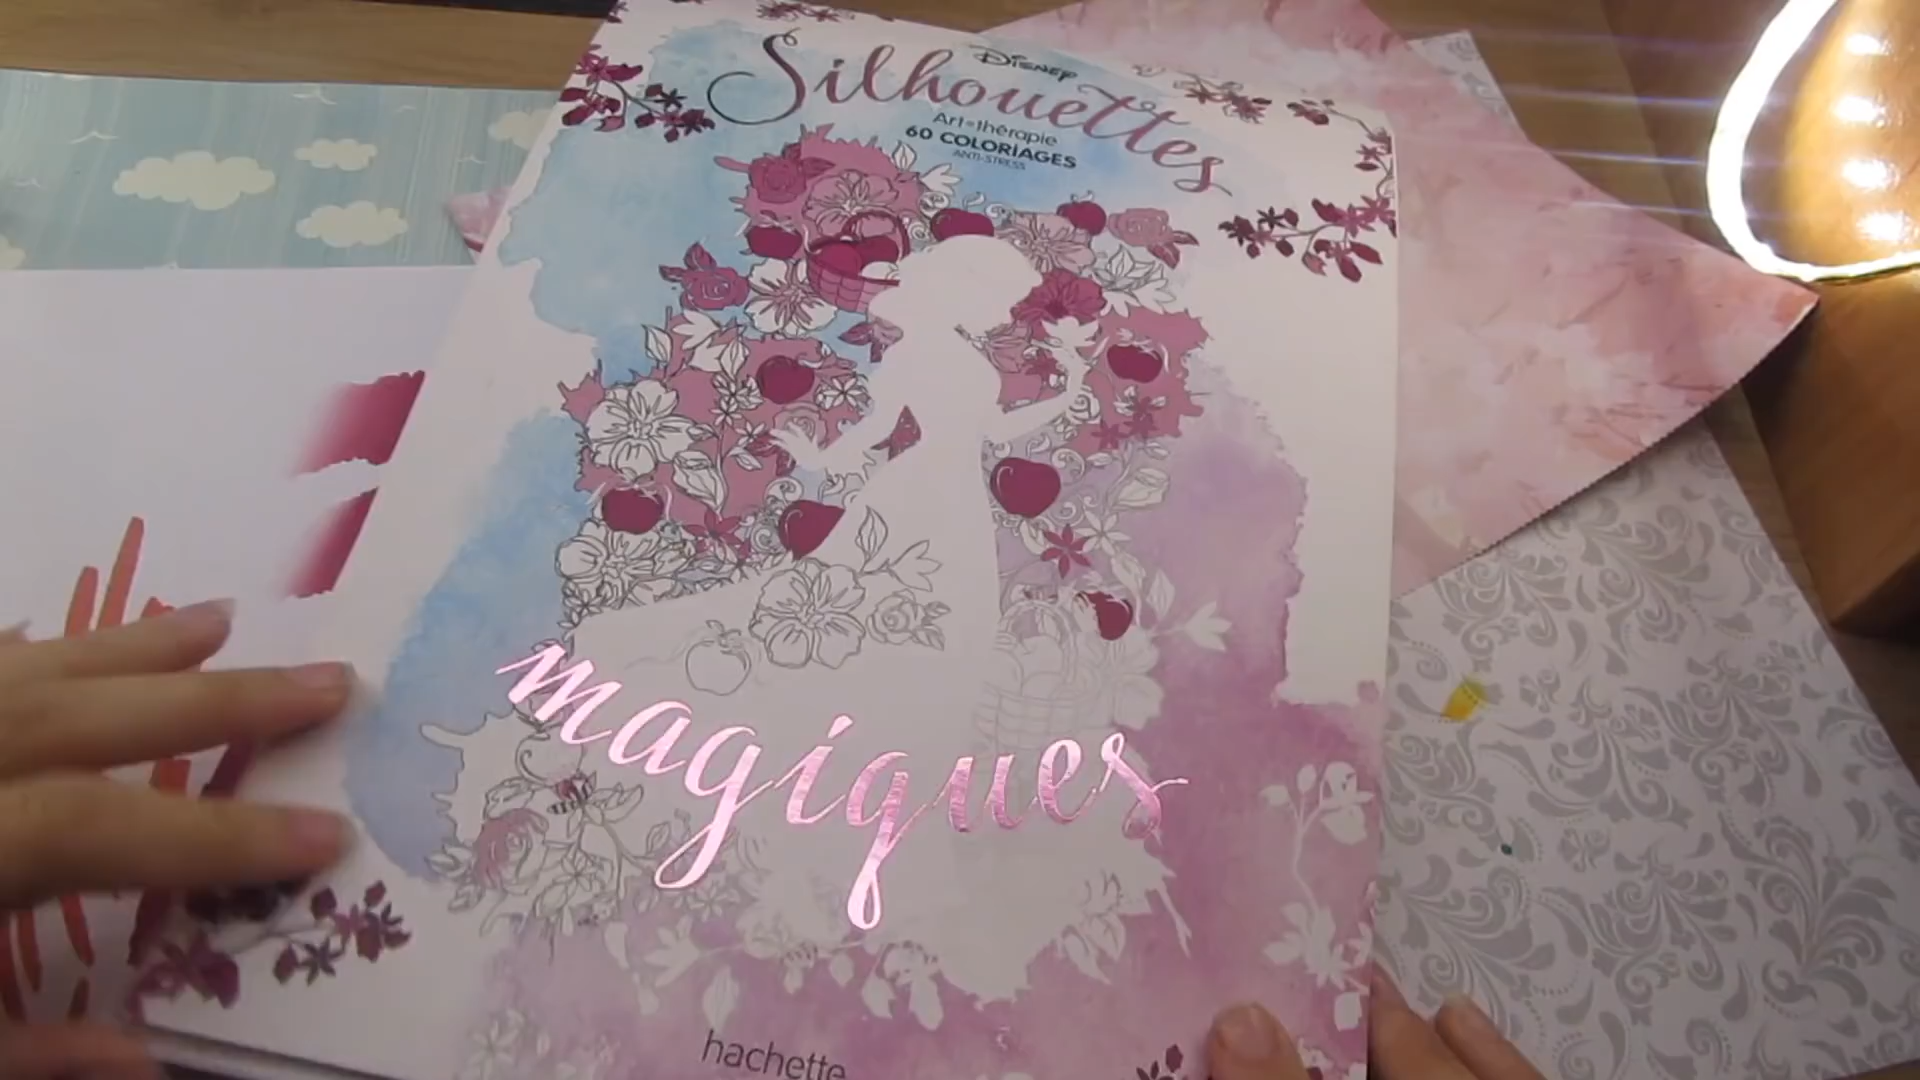 Disney
Silhouettes
Art-thérapie
60 COLORIAGES
ANTI-STRESS
magiques
hachette